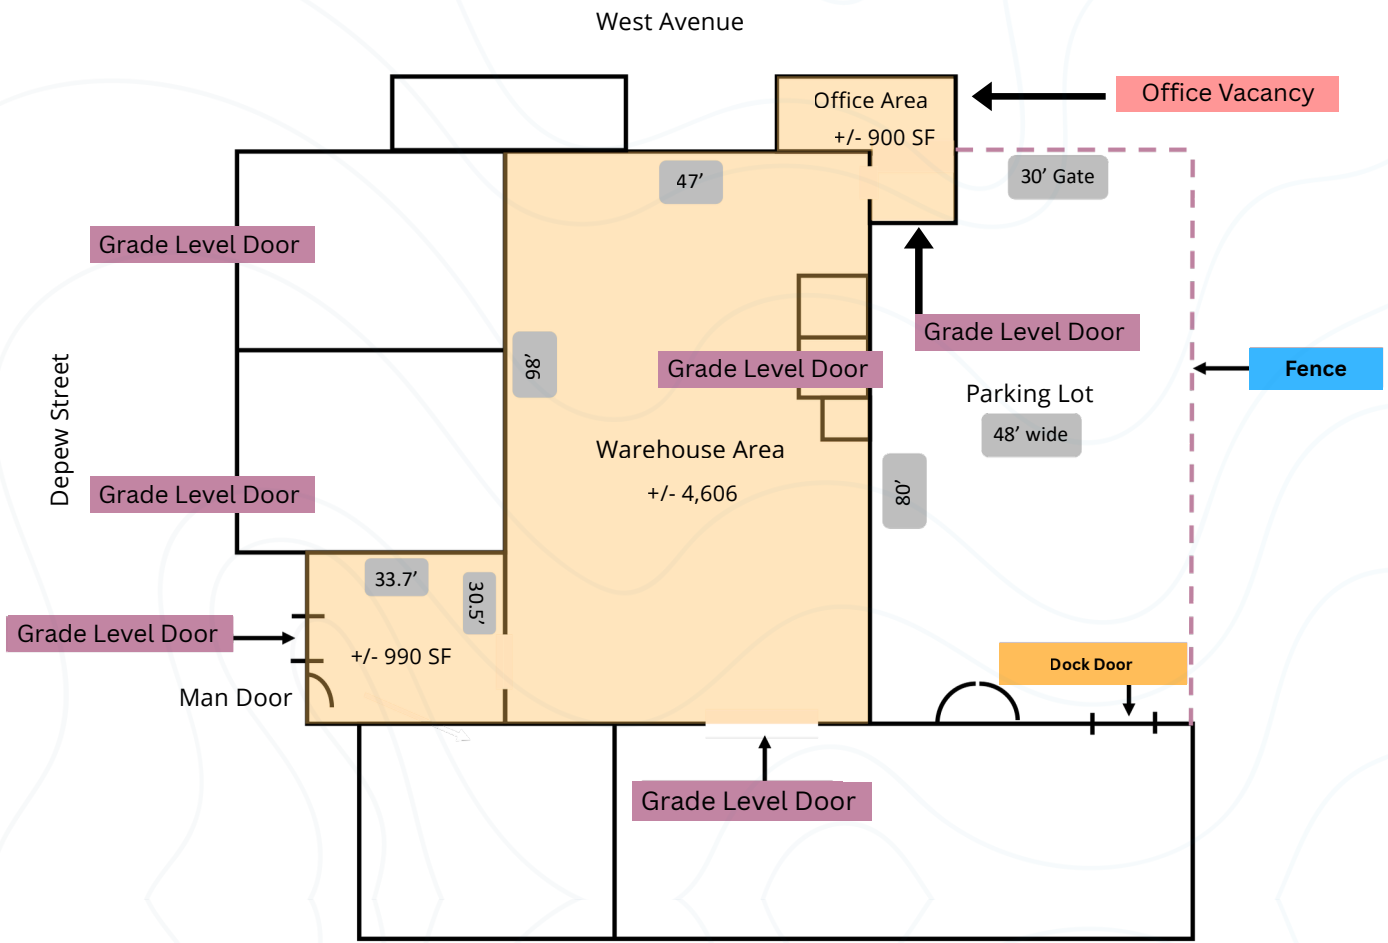 West Avenue
Office Area
+/- 900 SF
Office Vacancy
47’
30’ Gate
Grade Level Door
Grade Level Door
98’
Grade Level Door
Fence
Depew Street
Parking Lot
48’ wide
Warehouse Area
+/- 4,606
80’
Grade Level Door
33.7’
30.5’
Grade Level Door
+/- 990 SF
Man Door
Dock Door
Grade Level Door